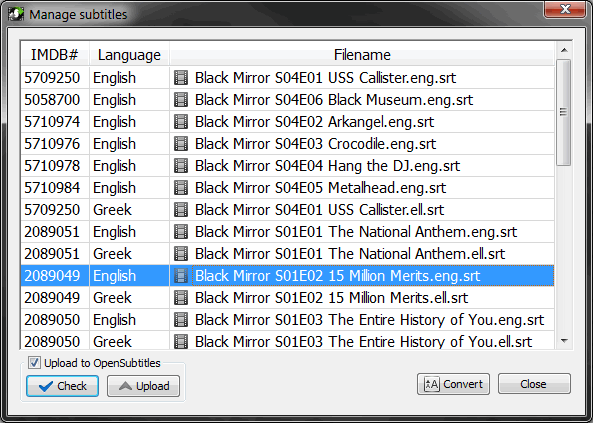 Manage subtitles
IMDB# Language Filename
5709250 English Black Mirror S04E01 USS Callister.eng.srt
5058700 English Black Mirror S04E06 Black Museum.eng.srt
5710974 English Black Mirror S04E02 Arkangel.eng.srt
5710976 English Black Mirror S04E03 Crocodile.eng.srt
5710978 English Black Mirror S04E04 Hang the DJ.eng.srt
5710984 English Black Mirror S04E05 Metalhead.eng.srt
5709250 Greek Black Mirror S04E01 USS Callister.ell.srt
2089051 English Black Mirror S01E01 The National Anthem.eng.srt
2089051 Greek Black Mirror S01E01 The National Anthem.ell.srt
2089049 English Black Mirror S01E02 15 Million Merits.eng.srt
2089049 Greek Black Mirror S01E02 15 Million Merits.ell.srt
2089050 English Black Mirror S01E03 The Entire History of You.eng.srt
2089050 Greek Black Mirror S01E03 The Entire History of You.ell.srt
Upload to OpenSubtitles
Check Upload Convert Close